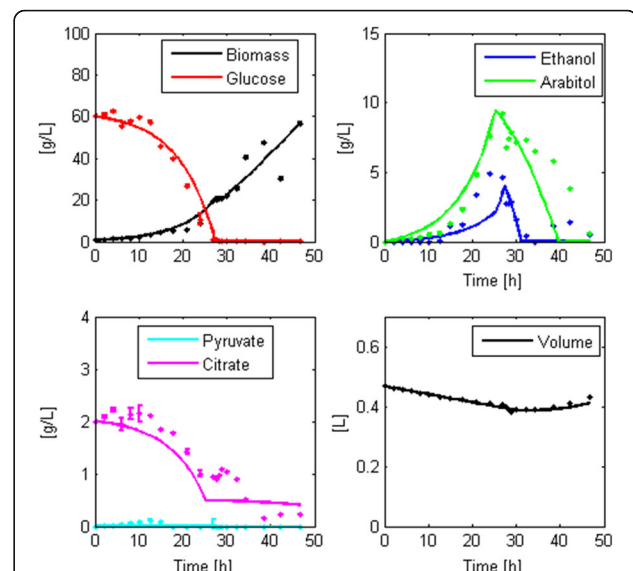 100
80
60
40
20
0
[g/L]
Biomass
Glucose
0 10 20 30 40 50
Time [h]
15
10
5
0
[g/L]
Ethanol
Arabitol
0 10 20 30 40 50
Time [h]
4
3
2
1
0
[g/L]
Pyruvate
Citrate
0 10 20 30 40 50
Time [h]
0.6
0.4
0.2
0
[L]
Volume
0 10 20 30 40 50
Time [h]